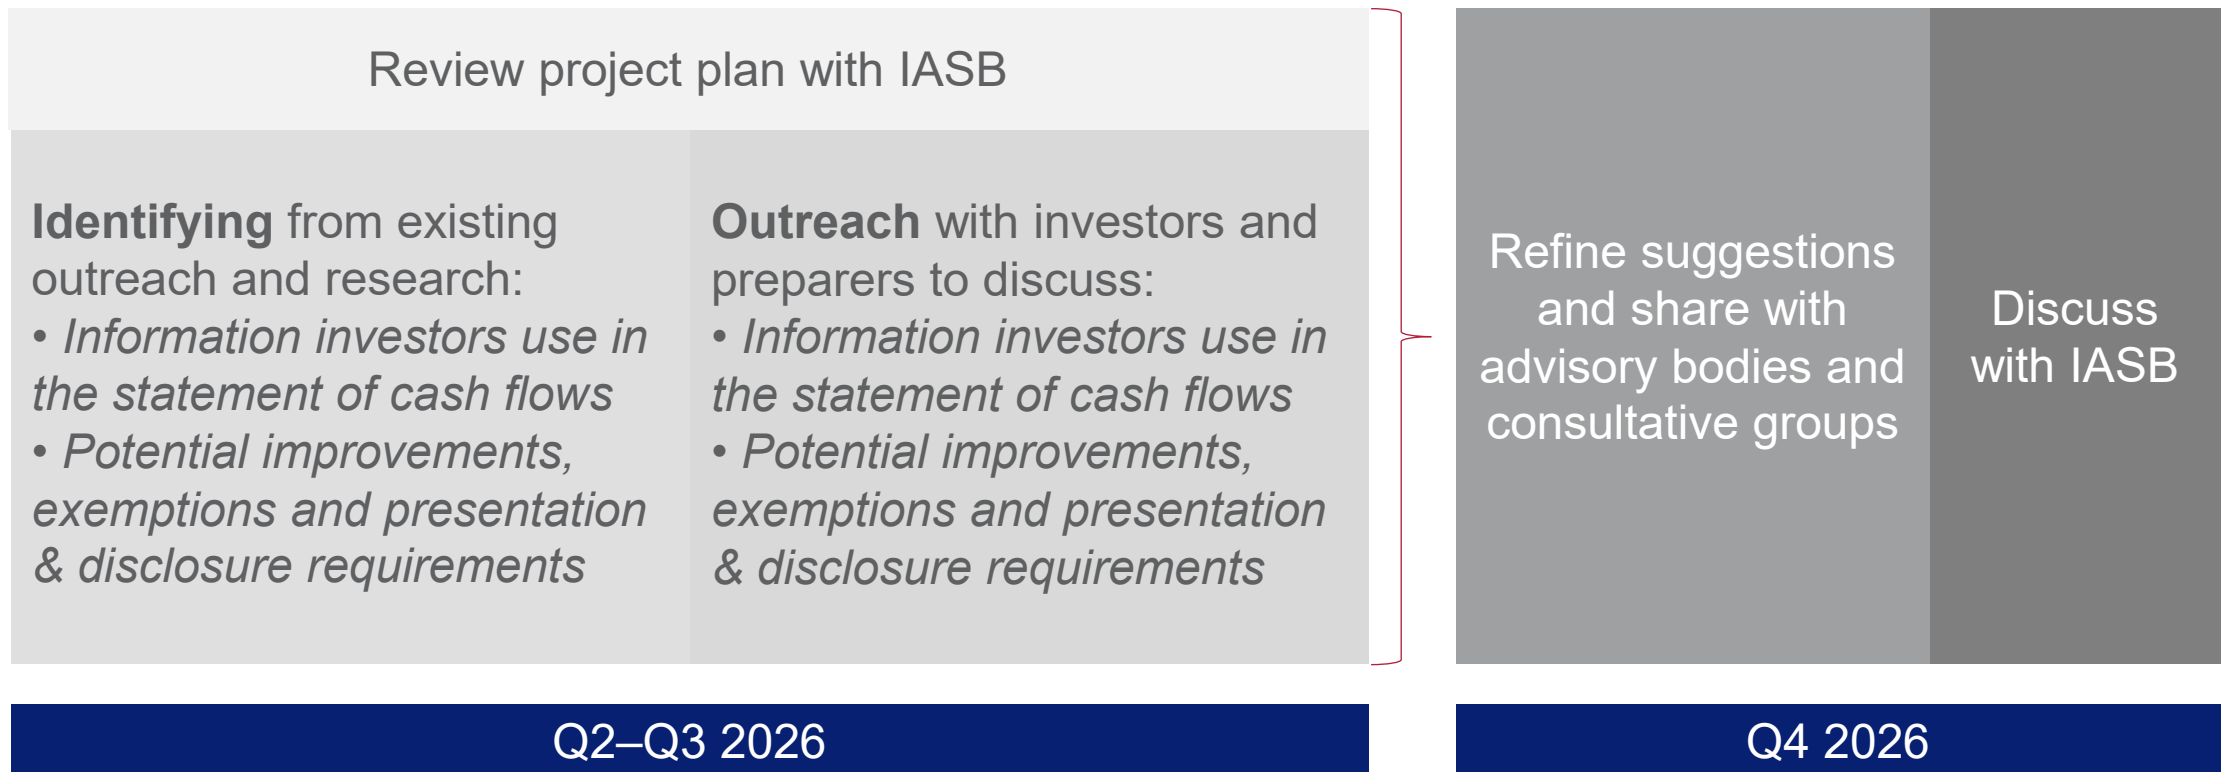 Review project plan with IASB
Identifying from existing
outreach and research:
• Information investors use in
the statement of cash flows
• Potential improvements,
exemptions and presentation
& disclosure requirements
Outreach with investors and
preparers to discuss:
• Information investors use in
the statement of cash flows
• Potential improvements,
exemptions and presentation
& disclosure requirements
Refine suggestions
and share with
advisory bodies and
consultative groups
Discuss
with IASB
Q2–Q3 2026
Q4 2026